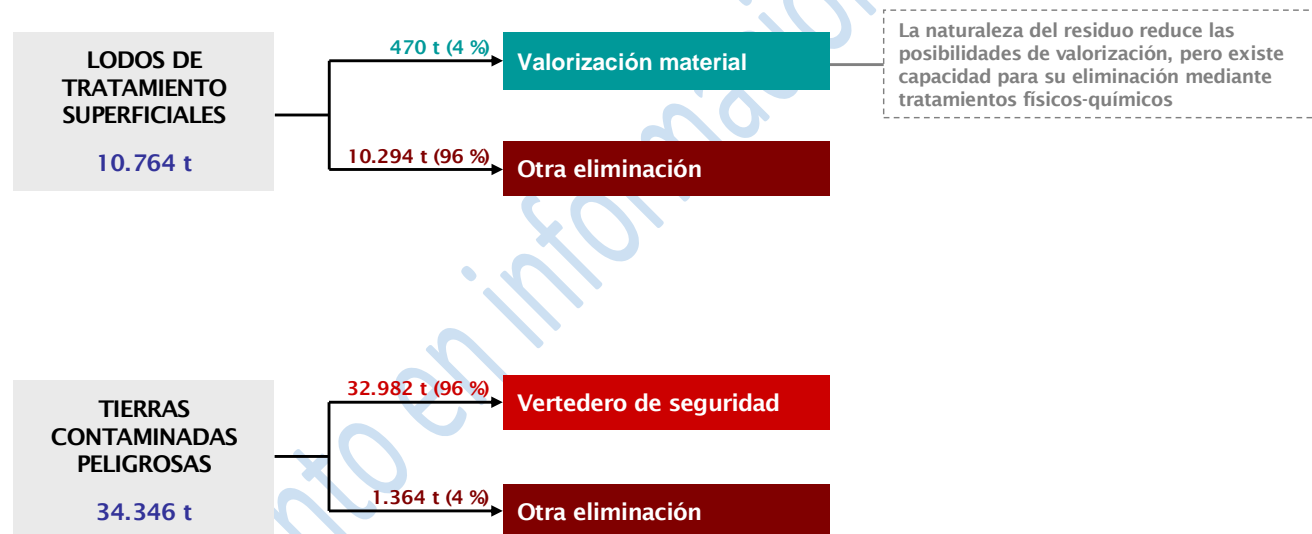 LODOS DE
TRATAMIENTO
SUPERFICIALES
10.764 t
470 t (4 %)
Valorización material
La naturaleza del residuo reduce las
posibilidades de valorización, pero existe
capacidad para su eliminación mediante
tratamientos físicos-químicos
10.294 t (96 %)
Otra eliminación
TIERRAS
CONTAMINADAS
PELIGROSAS
34.346 t
32.982 t (96 %)
Vertedero de seguridad
1.364 t (4 %)
Otra eliminación
en